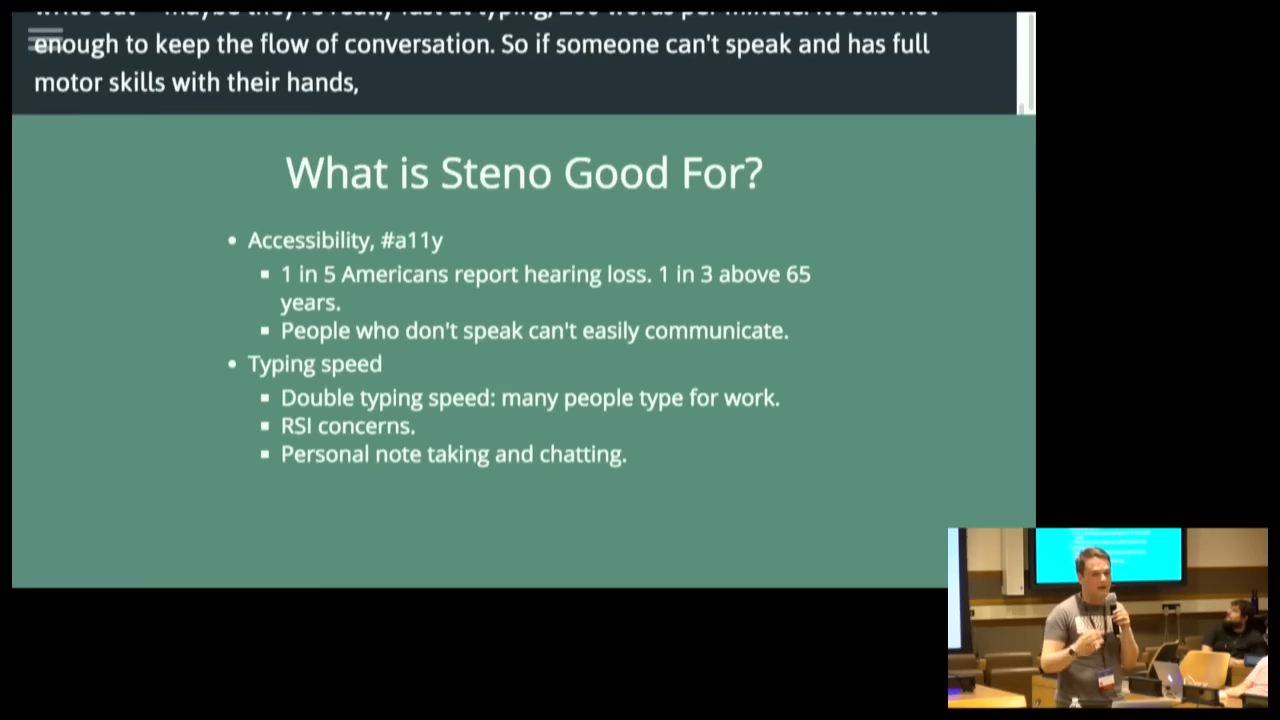 enough to keep the flow of conversation. So if someone can't speak and has full
motor skills with their hands,
What is Steno Good For?
• Accessibility, #a11y
▪ 1 in 5 Americans report hearing loss. 1 in 3 above 65
years.
▪ People who don't speak can't easily communicate.
• Typing speed
▪ Double typing speed: many people type for work.
▪ RSI concerns.
▪ Personal note taking and chatting.